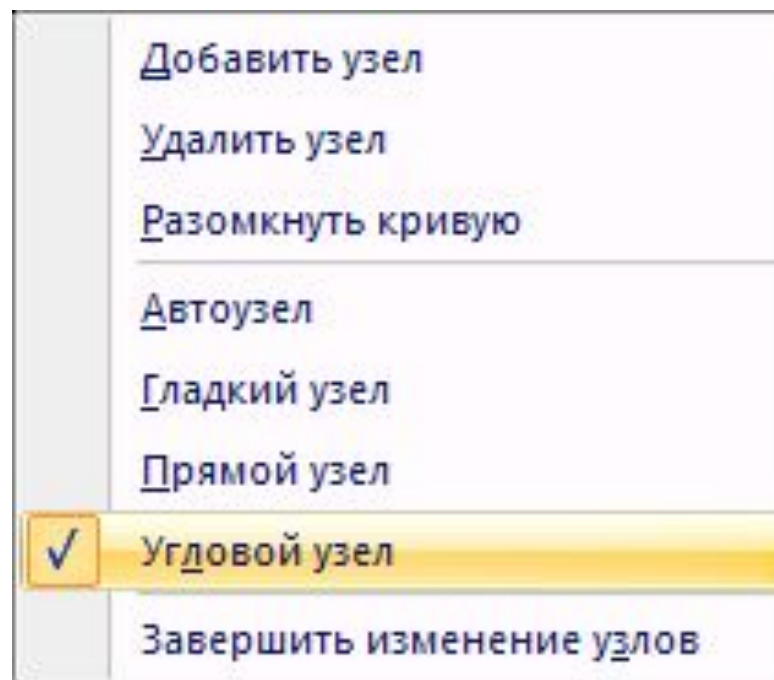 Добавить узел
Удалить узел
Разомкнуть кривую
Автоузел
Гладкий узел
Прямой узел
Угловой узел
Завершить изменение узлов